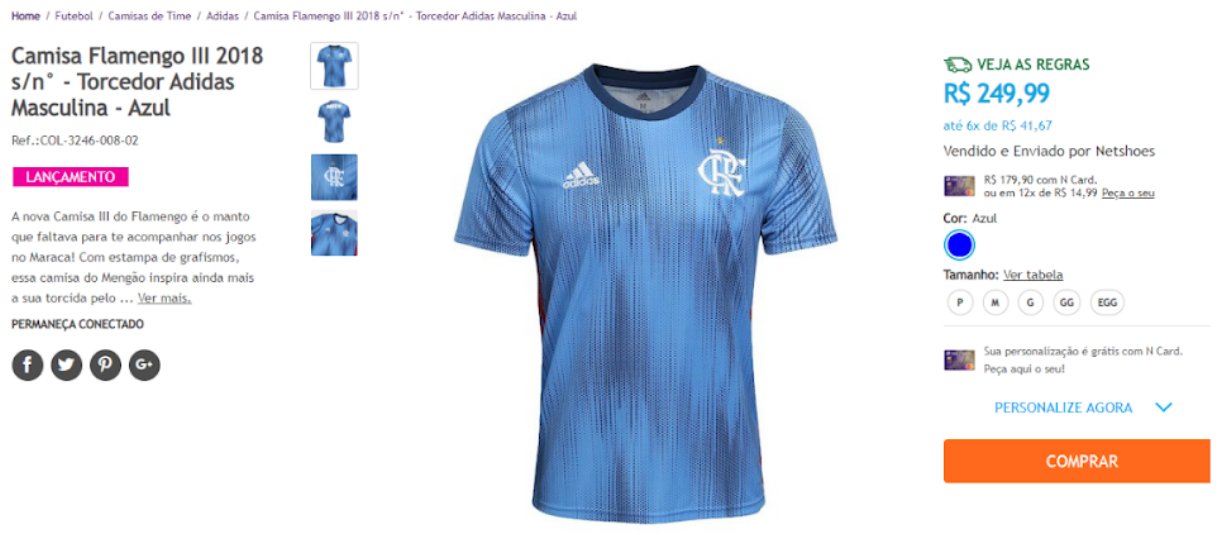 Home / Futebol / Camisas de Time / Adidas / Camisa Flamengo III 2018 s/n° - Torcedor Adidas Masculina - Azul
Camisa Flamengo III 2018
s/n° - Torcedor Adidas
Masculina - Azul
Ref.:COL-3246-008-02
LANÇAMENTO
A nova Camisa III do Flamengo é o manto
que faltava para te acompanhar nos jogos
no Maraca! Com estampa de grafismos,
essa camisa do Mengão inspira ainda mais
a sua torcida pelo ... Ver mais.
PERMANEÇA CONECTADO
f
G+
adidas
CRF
VEJA AS REGRAS
R$ 249,99
até 6x de R$ 41,67
Vendido e Enviado por Netshoes
R$ 179,90 com N Card.
ou em 12x de R$ 14,99 Peça o seu
Cor: Azul
Tamanho: Ver tabela
P M G GG EGG
Sua personalização é grátis com N Card.
Peça aqui o seu!
PERSONALIZE AGORA
COMPRAR